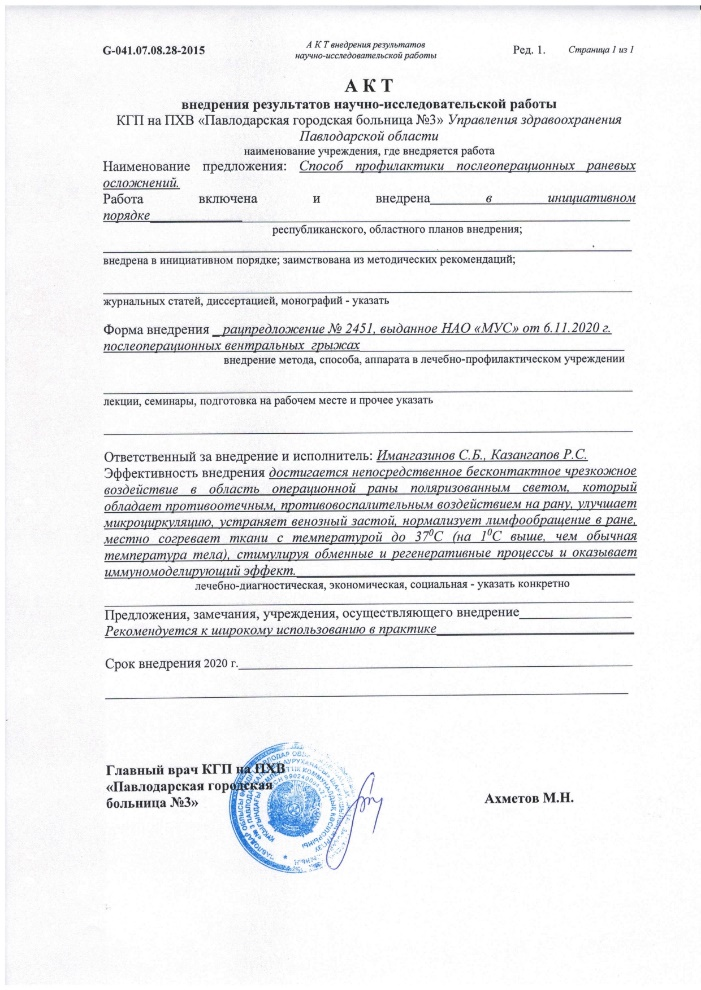 G-041.07.08.28-2015
А К Т внедрения результатов
научно-исследовательской работы
Ред. 1.
Страница 1 из 1
А К Т
внедрения результатов научно-исследовательской работы
КГП на ПХВ «Павлодарская городская больница №3» Управления здравоохранения
Павлодарской области
наименование учреждения, где внедряется работа
Наименование предложения: Способ профилактики послеоперационных раневых
осложнений.
Работа включена и внедрена в инициативном
порядке
республиканского, областного планов внедрения;
внедрена в инициативном порядке; заимствована из методических рекомендаций;
журнальных статей, диссертацией, монографий - указать
Форма внедрения рацпредложение № 2451, выданное НАО «МУС» от 6.11.2020 г.
послеоперационных вентральных грыжах
внедрение метода, способа, аппарата в лечебно-профилактическом учреждении
лекции, семинары, подготовка на рабочем месте и прочее указать
Ответственный за внедрение и исполнитель: Имангазинов С.Б., Казангапов Р.С.
Эффективность внедрения достигается непосредственное бесконтактное чрезкожное
воздействие в область операционной раны поляризованным светом, который
обладает противоотечным, противовоспалительным воздействием на рану, улучшает
микроциркуляцию, устраняет венозный застой, нормализует лимфообращение в ране,
местно согревает ткани с температурой до 37⁰С (на 1⁰С выше, чем обычная
температура тела), стимулируя обменные и регенеративные процессы и оказывает
иммуномоделирующий эффект.
лечебно-диагностическая, экономическая, социальная - указать конкретно
Предложения, замечания, учреждения, осуществляющего внедрение
Рекомендуется к широкому использованию в практике
Срок внедрения 2020 г.
Главный врач КГП на ПХВ
«Павлодарская городская
больница №3»
Ахметов М.Н.